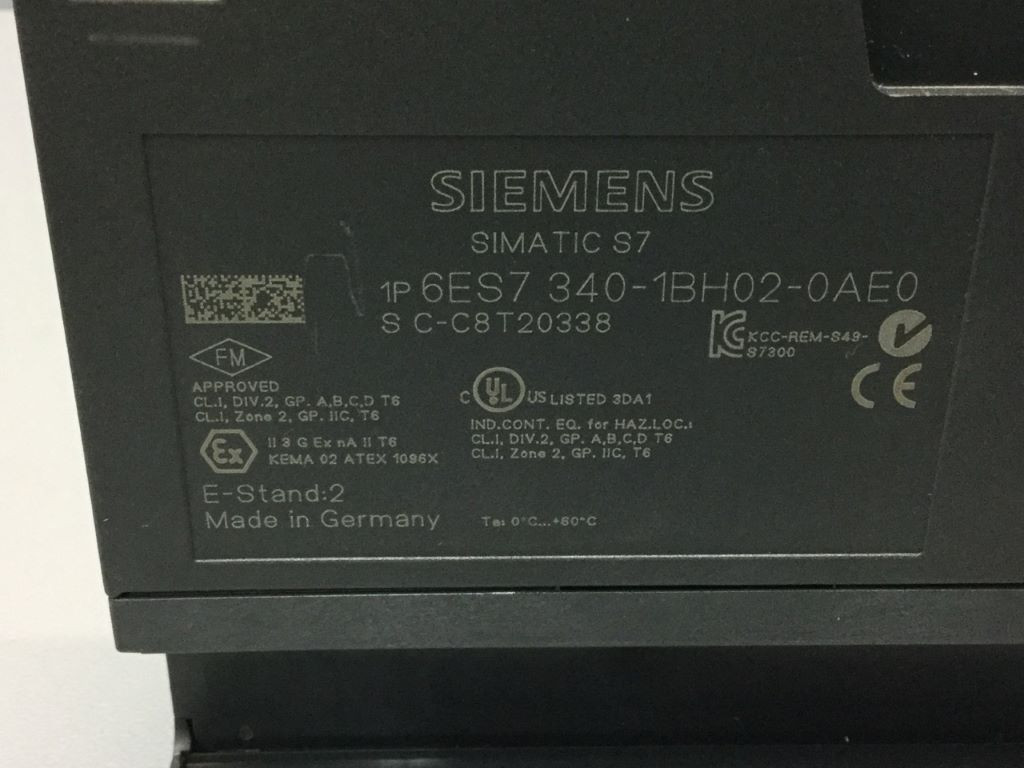 SIEMENS
SIMATIC S7
1P 6ES7 340-1BH02-0AE0
S C-C8T20338
KCC-REM-S49-
S7300
FM
APPROVED
CL.I, DIV.2, GP. A,B,C,D T6
CL.I, Zone 2, GP. IIC, T6
C UL US LISTED 3DA1
IND.CONT. EQ. for HAZ.LOC.:
CL.I, DIV.2, GP. A,B,C,D T6
CL.I, Zone 2, GP. IIC, T6
CE
Ex II 3 G Ex nA II T6
KEMA 02 ATEX 1096X
E-Stand:2
Made in Germany
Ta: 0°C...+60°C